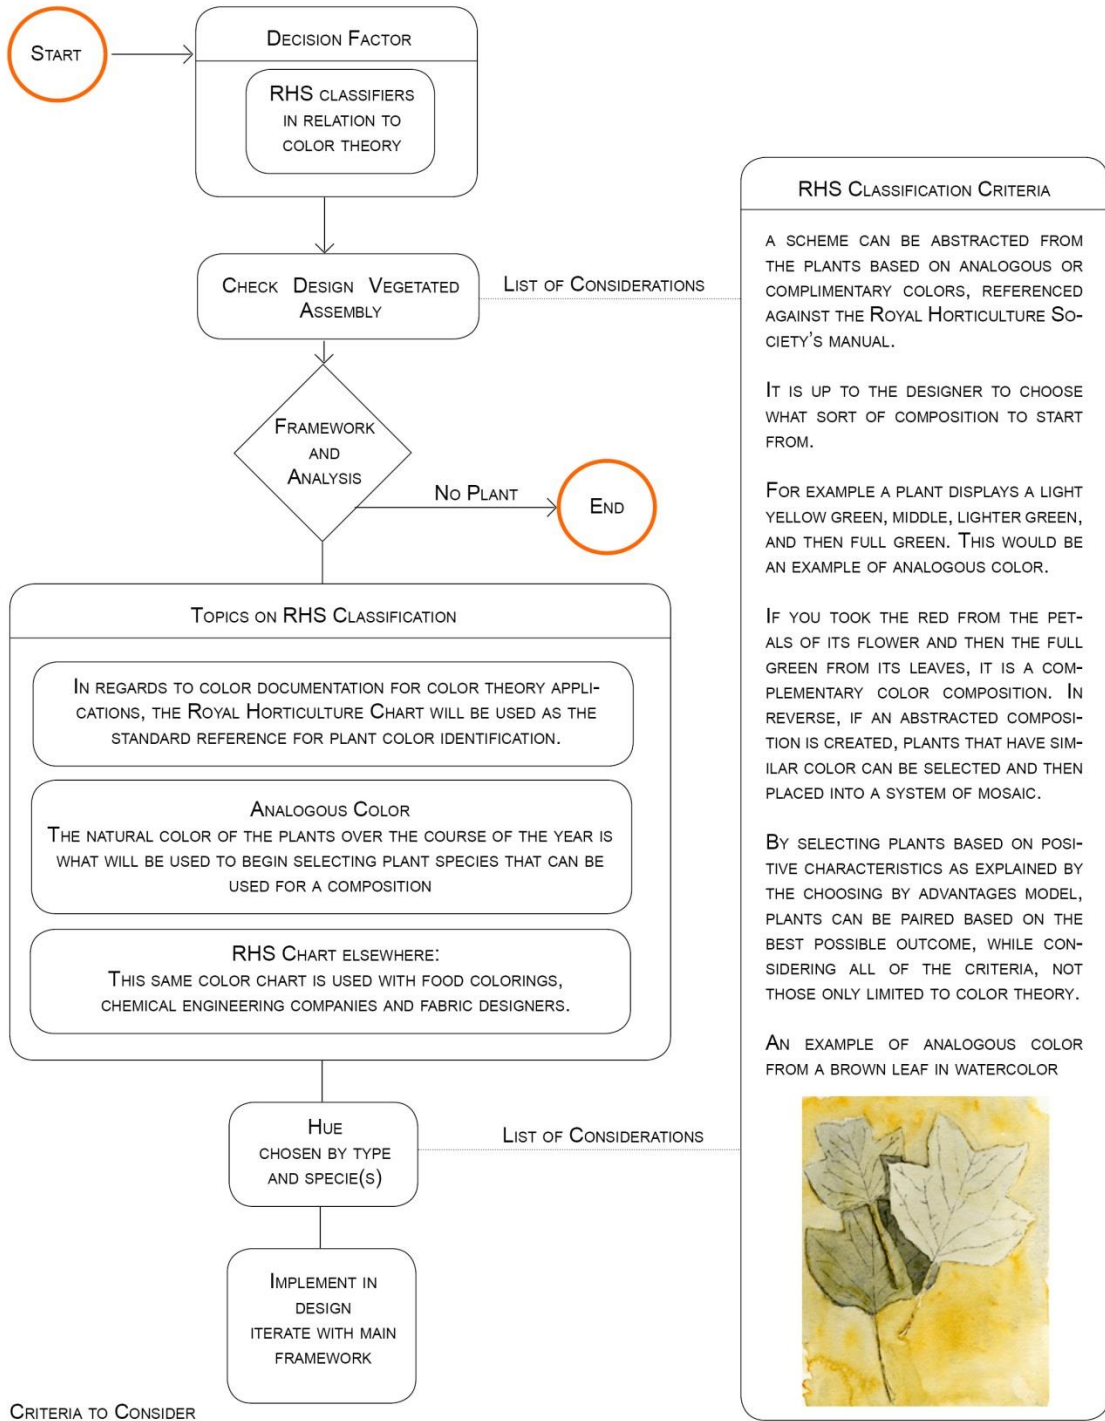 Start
Decision Factor
RHS classifiers
in relation to
color theory
Check Design Vegetated
Assembly
List of Considerations
Framework
and
Analysis
No Plant
End
Topics on RHS Classification
In regards to color documentation for color theory appli-
cations, the Royal Horticulture Chart will be used as the
standard reference for plant color identification.
Analogous Color
The natural color of the plants over the course of the year is
what will be used to begin selecting plant species that can be
used for a composition
RHS Chart elsewhere:
This same color chart is used with food colorings,
chemical engineering companies and fabric designers.
Hue
chosen by type
and specie(s)
List of Considerations
Implement in
design
iterate with main
framework
RHS Classification Criteria
a scheme can be abstracted from
the plants based on analogous or
complimentary colors, referenced
against the Royal Horticulture So-
ciety's manual.
It is up to the designer to choose
what sort of composition to start
from.
For example a plant displays a light
yellow green, middle, lighter green,
and then full green. This would be
an example of analogous color.
If you took the red from the pet-
als of its flower and then the full
green from its leaves, it is a com-
plementary color composition. In
reverse, if an abstracted composi-
tion is created, plants that have sim-
ilar color can be selected and then
placed into a system of mosaic.
By selecting plants based on posi-
tive characteristics as explained by
the choosing by advantages model,
plants can be paired based on the
best possible outcome, while con-
sidering all of the criteria, not
those only limited to color theory.
An example of analogous color
from a brown leaf in watercolor
Criteria to Consider